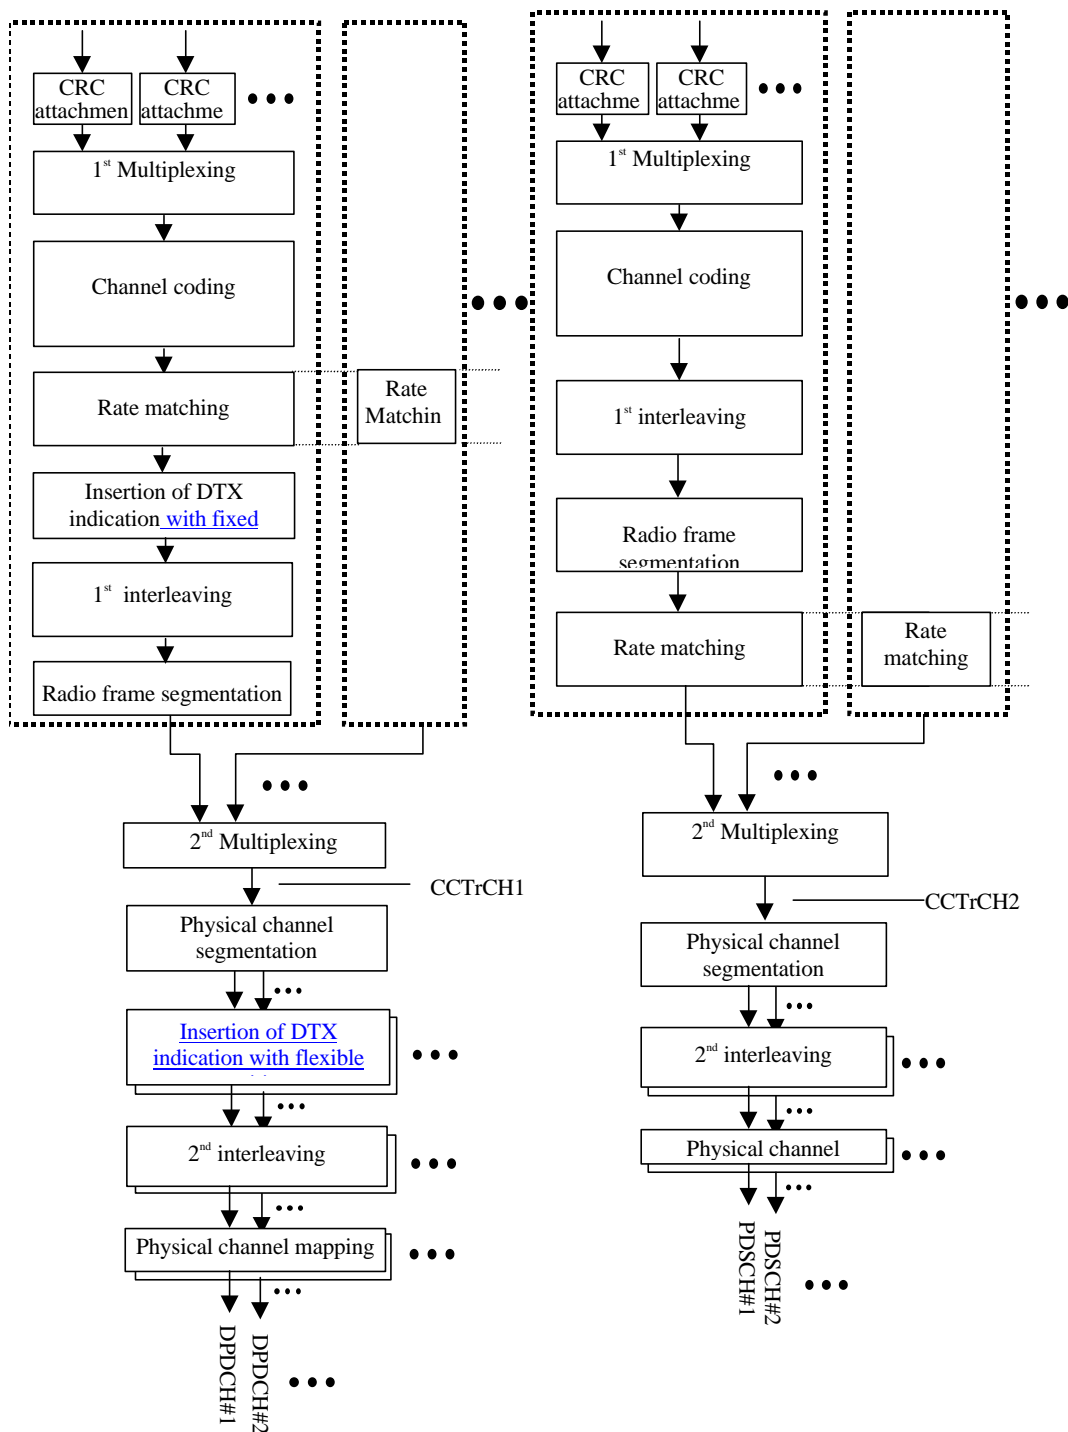 CRC
attachmen
CRC
attachme
1st Multiplexing
Channel coding
Rate matching
Rate
Matchin
Insertion of DTX
indication with fixed
1st interleaving
Radio frame segmentation
2nd Multiplexing
CCTrCH1
Physical channel
segmentation
Insertion of DTX
indication with flexible
2nd interleaving
Physical channel mapping
DPDCH#1
DPDCH#2
CRC
attachme
CRC
attachme
1st Multiplexing
Channel coding
1st interleaving
Radio frame
segmentation
Rate matching
Rate
matching
2nd Multiplexing
CCTrCH2
Physical channel
segmentation
2nd interleaving
Physical channel
PDSCH#1
PDSCH#2